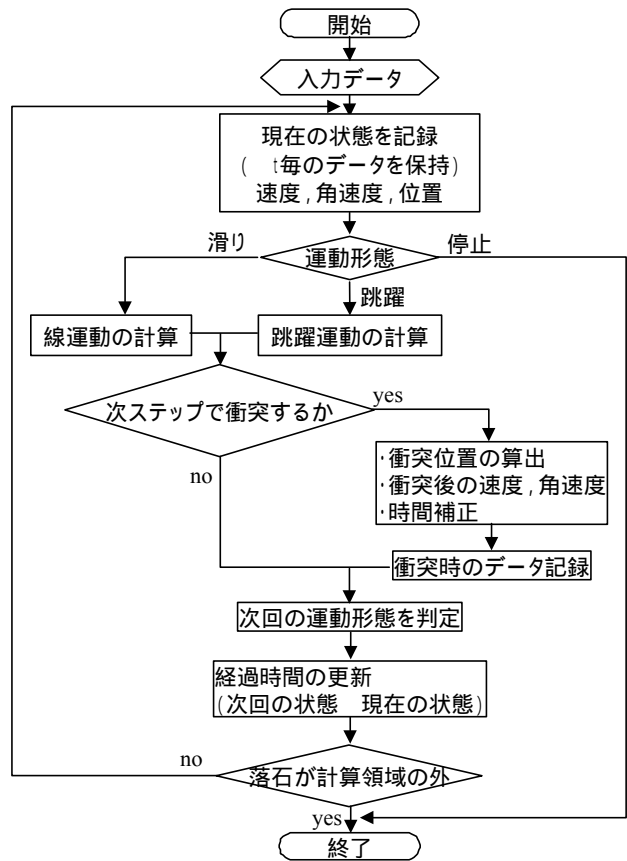 開始
入力データ
現在の状態を記録
( t毎のデータを保持)
速度,角速度,位置
運動形態
滑り
停止
跳躍
線運動の計算
跳躍運動の計算
次ステップで衝突するか
yes
no
・衝突位置の算出
・衝突後の速度,角速度
・時間補正
衝突時のデータ記録
次回の運動形態を判定
経過時間の更新
(次回の状態 現在の状態)
落石が計算領域の外
no
yes
終了